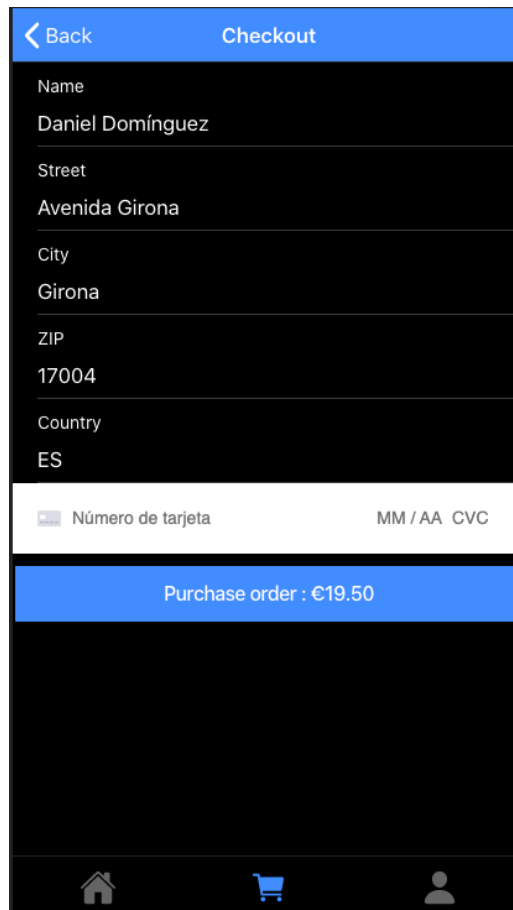 Back Checkout
Name
Daniel Domínguez
Street
Avenida Girona
City
Girona
ZIP
17004
Country
ES
Número de tarjeta MM / AA CVC
Purchase order : €19.50